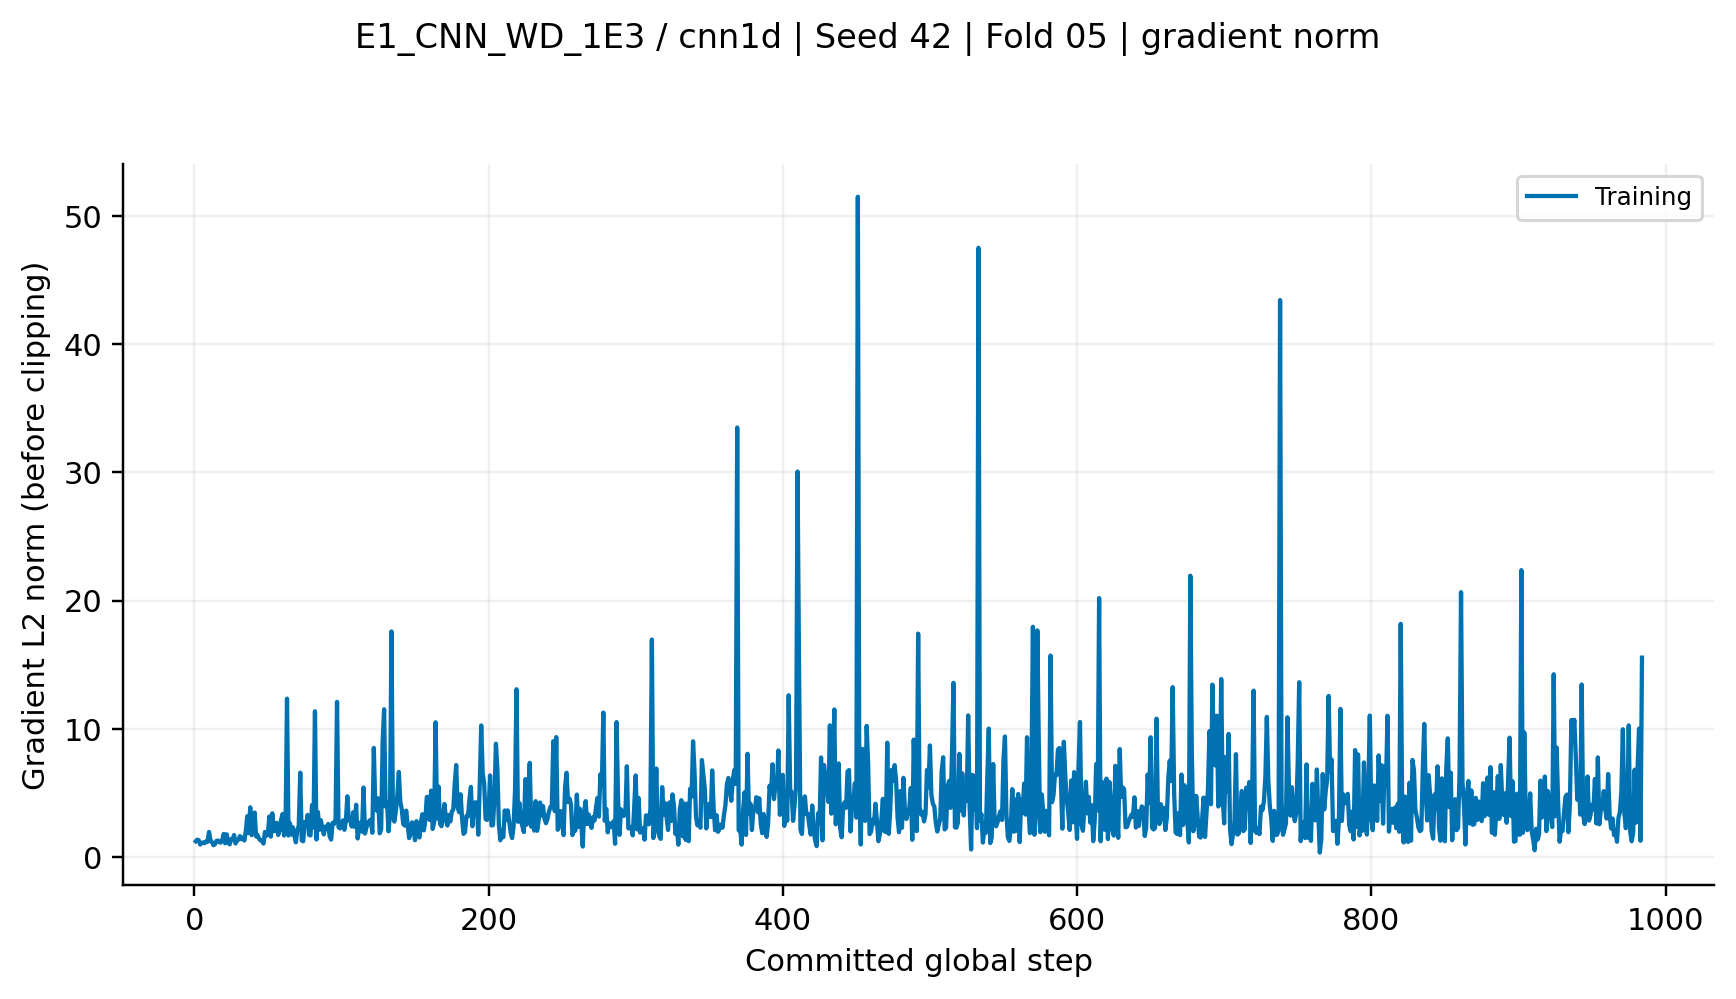 E1_CNN_WD_1E3 / cnn1d | Seed 42 | Fold 05 | gradient norm
Training
Gradient L2 norm (before clipping)
50
40
30
20
10
0
0 200 400 600 800 1000
Committed global step